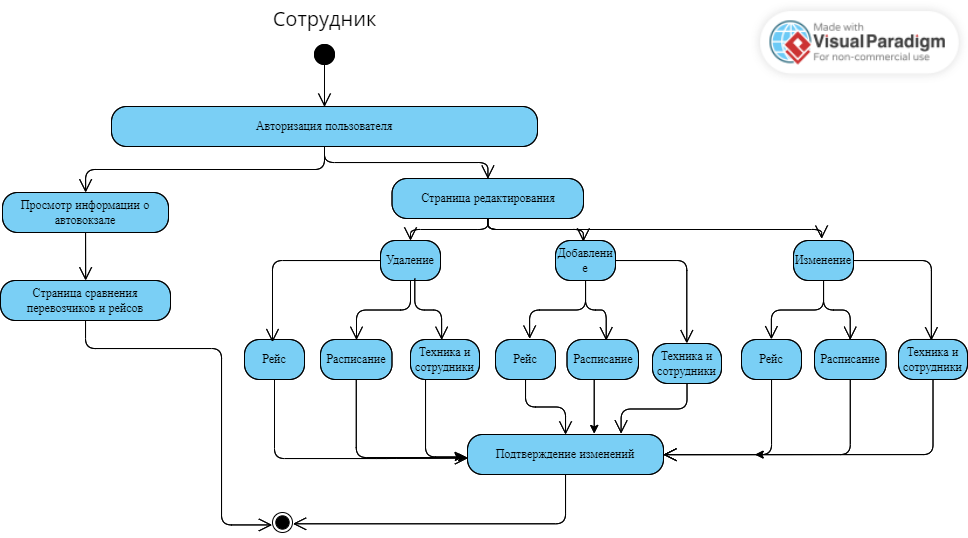 Сотрудник
Made with
Visual Paradigm
For non-commercial use
Авторизация пользователя
Просмотр информации о
автовокзале
Страница редактирования
Удаление
Добавлени
е
Изменение
Страница сравнения
перевозчиков и рейсов
Рейс
Расписание
Техника и
сотрудники
Рейс
Расписание
Техника и
сотрудники
Рейс
Расписание
Техника и
сотрудники
Подтверждение изменений